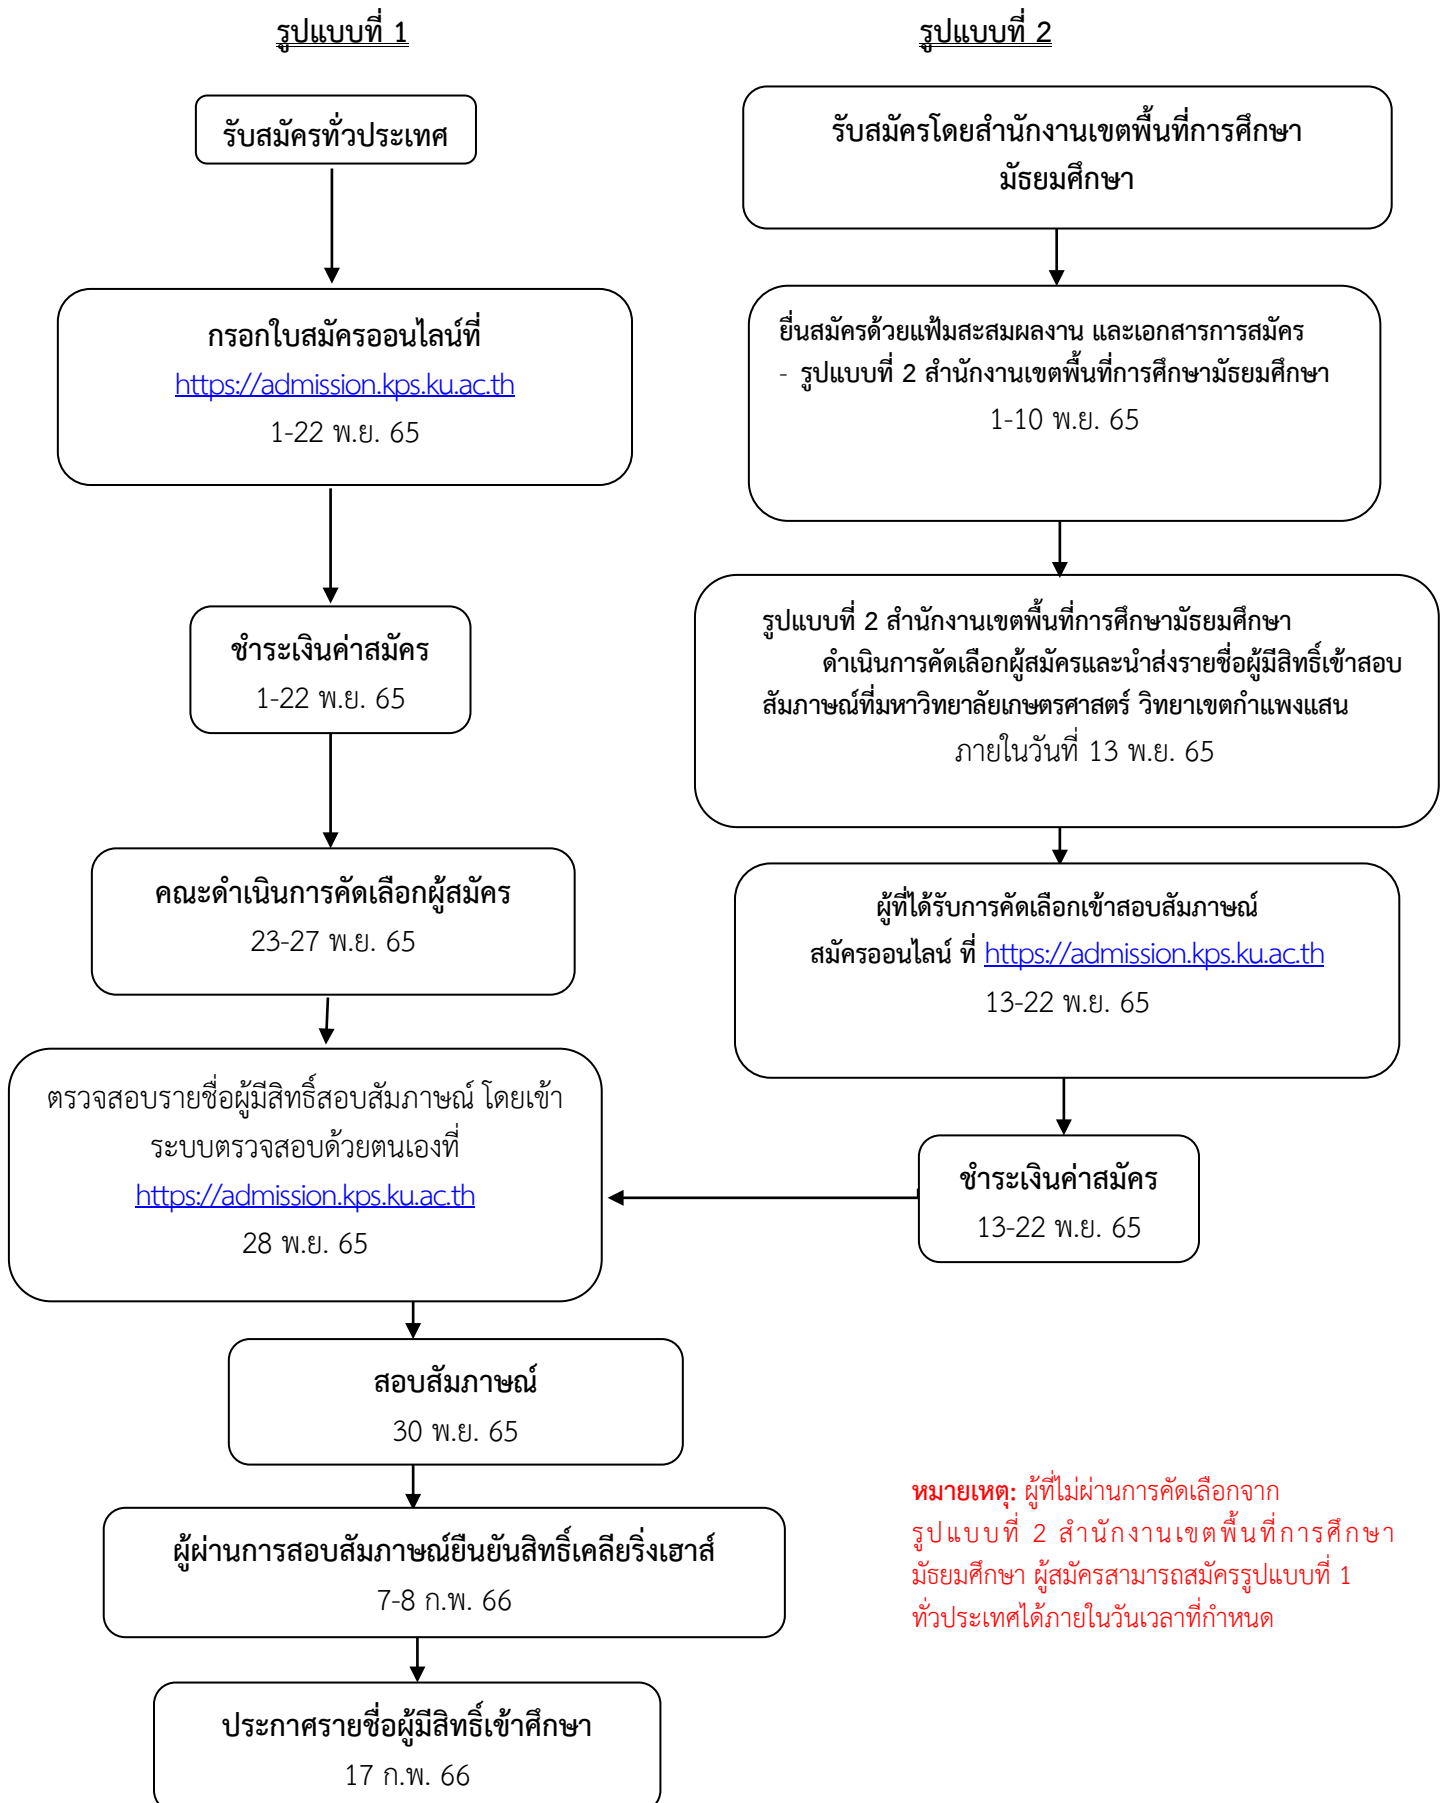 รูปแบบที่ 1
รับสมัครทั่วประเทศ
กรอกใบสมัครออนไลน์ที่
https://admission.kps.ku.ac.th
1-22 พ.ย. 65
ชำระเงินค่าสมัคร
1-22 พ.ย. 65
คณะดำเนินการคัดเลือกผู้สมัคร
23-27 พ.ย. 65
ตรวจสอบรายชื่อผู้มีสิทธิ์สอบสัมภาษณ์ โดยเข้า
ระบบตรวจสอบด้วยตนเองที่
https://admission.kps.ku.ac.th
28 พ.ย. 65
สอบสัมภาษณ์
30 พ.ย. 65
ผู้ผ่านการสอบสัมภาษณ์ยืนยันสิทธิ์เคลียริ่งเฮาส์
7-8 ก.พ. 66
ประกาศรายชื่อผู้มีสิทธิ์เข้าศึกษา
17 ก.พ. 66
รูปแบบที่ 2
รับสมัครโดยสำนักงานเขตพื้นที่การศึกษา
มัธยมศึกษา
ยื่นสมัครด้วยแฟ้มสะสมผลงาน และเอกสารการสมัคร
- รูปแบบที่ 2 สำนักงานเขตพื้นที่การศึกษามัธยมศึกษา
1-10 พ.ย. 65
รูปแบบที่ 2 สำนักงานเขตพื้นที่การศึกษามัธยมศึกษา
ดำเนินการคัดเลือกผู้สมัครและนำส่งรายชื่อผู้มีสิทธิ์เข้าสอบ
สัมภาษณ์ที่มหาวิทยาลัยเกษตรศาสตร์ วิทยาเขตกำแพงแสน
ภายในวันที่ 13 พ.ย. 65
ผู้ที่ได้รับการคัดเลือกเข้าสอบสัมภาษณ์
สมัครออนไลน์ ที่ https://admission.kps.ku.ac.th
13-22 พ.ย. 65
ชำระเงินค่าสมัคร
13-22 พ.ย. 65
หมายเหตุ: ผู้ที่ไม่ผ่านการคัดเลือกจาก
รูปแบบที่ 2 สำนักงานเขตพื้นที่การศึกษา
มัธยมศึกษา ผู้สมัครสามารถสมัครรูปแบบที่ 1
ทั่วประเทศได้ภายในวันเวลาที่กำหนด